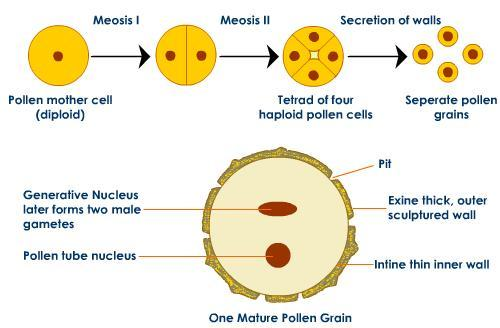 Meosis I
Meosis II
Secretion of walls
Pollen mother cell
(diploid)
Tetrad of four
haploid pollen cells
Seperate pollen
grains
Pit
Generative Nucleus
later forms two male
gametes
Exine thick, outer
sculptured wall
Pollen tube nucleus
Intine thin inner wall
One Mature Pollen Grain